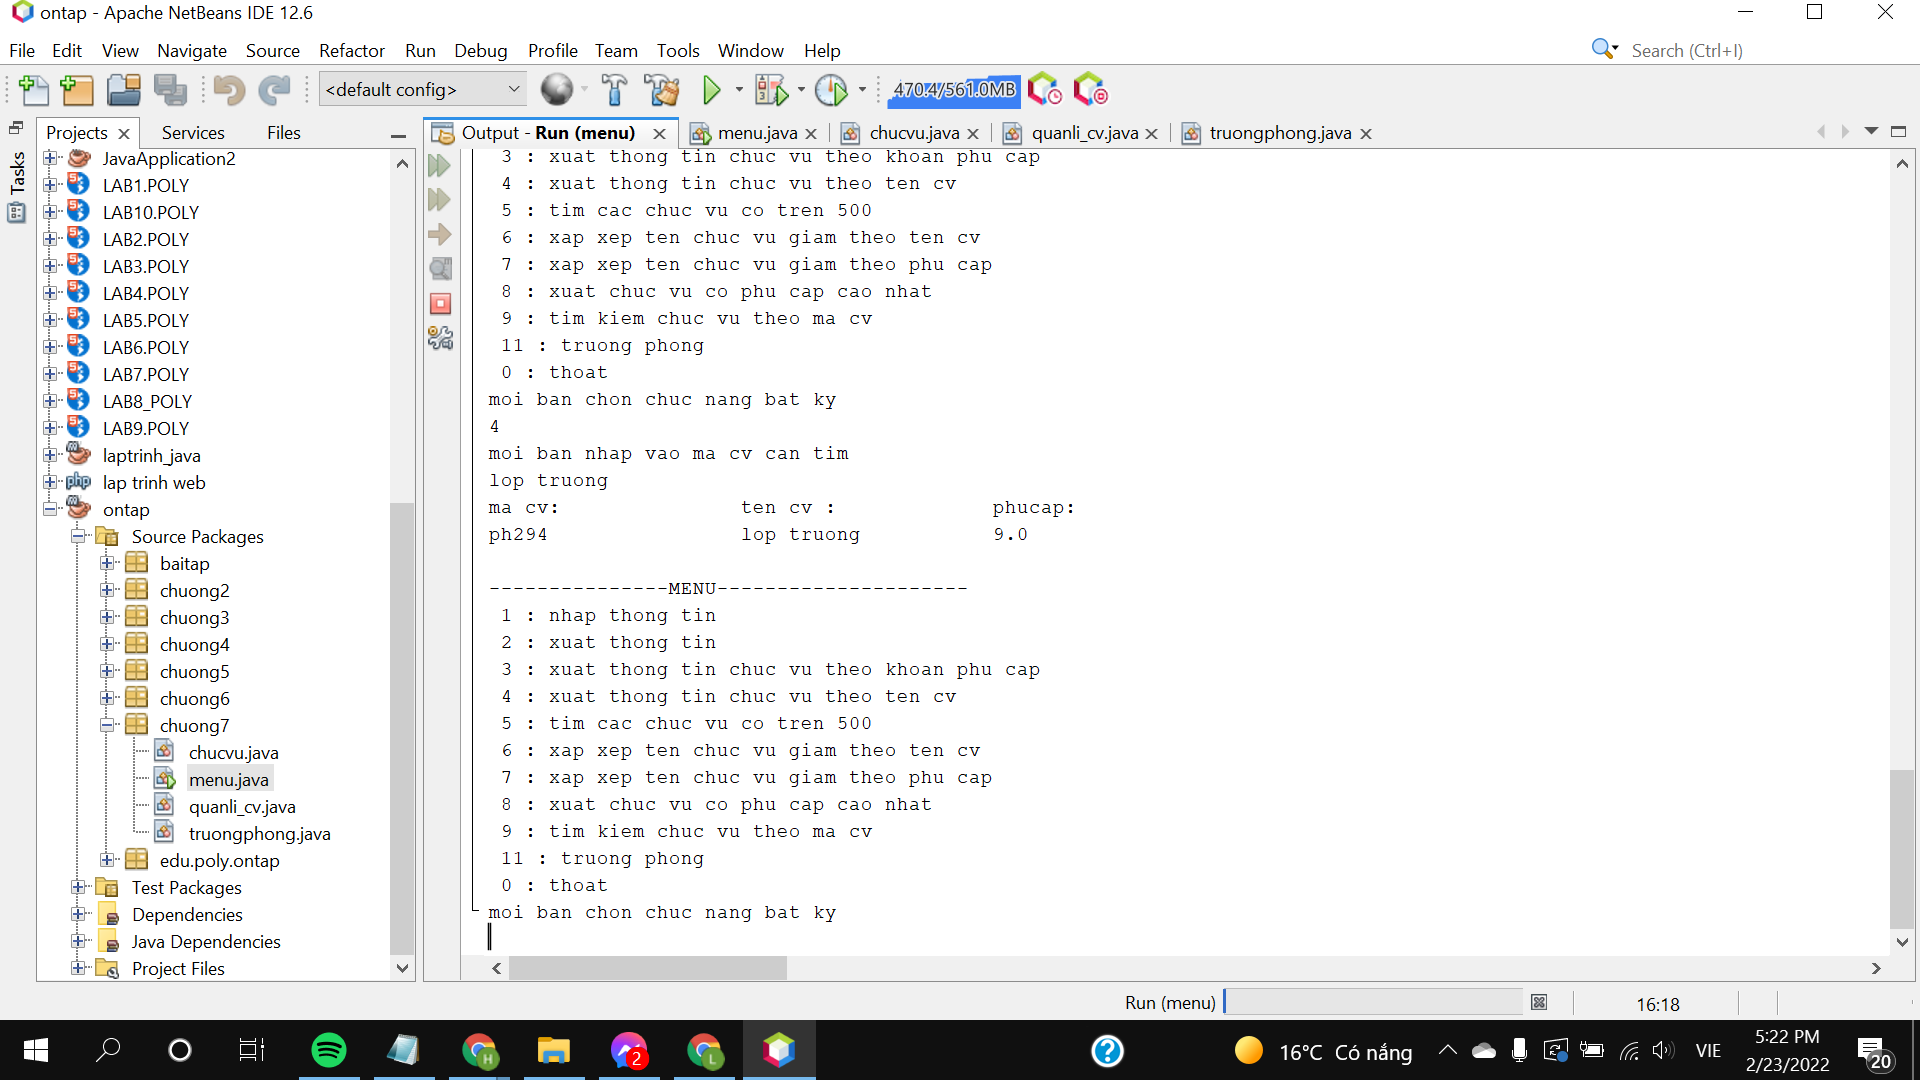 ontap - Apache NetBeans IDE 12.6
File Edit View Navigate Source Refactor Run Debug Profile Team Tools Window Help
Search (Ctrl+I)
<default config>
470.4/561.0MB
Tasks
Projects
Services
Files
Output - Run (menu)
menu.java
chucvu.java
quanli_cv.java
truongphong.java
JavaApplication2
LAB1.POLY
LAB10.POLY
LAB2.POLY
LAB3.POLY
LAB4.POLY
LAB5.POLY
LAB6.POLY
LAB7.POLY
LAB8_POLY
LAB9.POLY
laptrinh_java
php lap trinh web
ontap
Source Packages
baitap
chuong2
chuong3
chuong4
chuong5
chuong6
chuong7
chucvu.java
menu.java
quanli_cv.java
truongphong.java
edu.poly.ontap
Test Packages
Dependencies
Java Dependencies
Project Files
3 : xuat thong tin chuc vu theo khoan phu cap
4 : xuat thong tin chuc vu theo ten cv
5 : tim cac chuc vu co tren 500
6 : xap xep ten chuc vu giam theo ten cv
7 : xap xep ten chuc vu giam theo phu cap
8 : xuat chuc vu co phu cap cao nhat
9 : tim kiem chuc vu theo ma cv
11 : truong phong
0 : thoat
moi ban chon chuc nang bat ky
4
moi ban nhap vao ma cv can tim
lop truong
ma cv: ten cv : phucap:
ph294 lop truong 9.0
---------------MENU---------------------
1 : nhap thong tin
2 : xuat thong tin
3 : xuat thong tin chuc vu theo khoan phu cap
4 : xuat thong tin chuc vu theo ten cv
5 : tim cac chuc vu co tren 500
6 : xap xep ten chuc vu giam theo ten cv
7 : xap xep ten chuc vu giam theo phu cap
8 : xuat chuc vu co phu cap cao nhat
9 : tim kiem chuc vu theo ma cv
11 : truong phong
0 : thoat
moi ban chon chuc nang bat ky
Run (menu)
16:18
H
2
L
16°C Có nắng
VIE
5:22 PM
2/23/2022
20